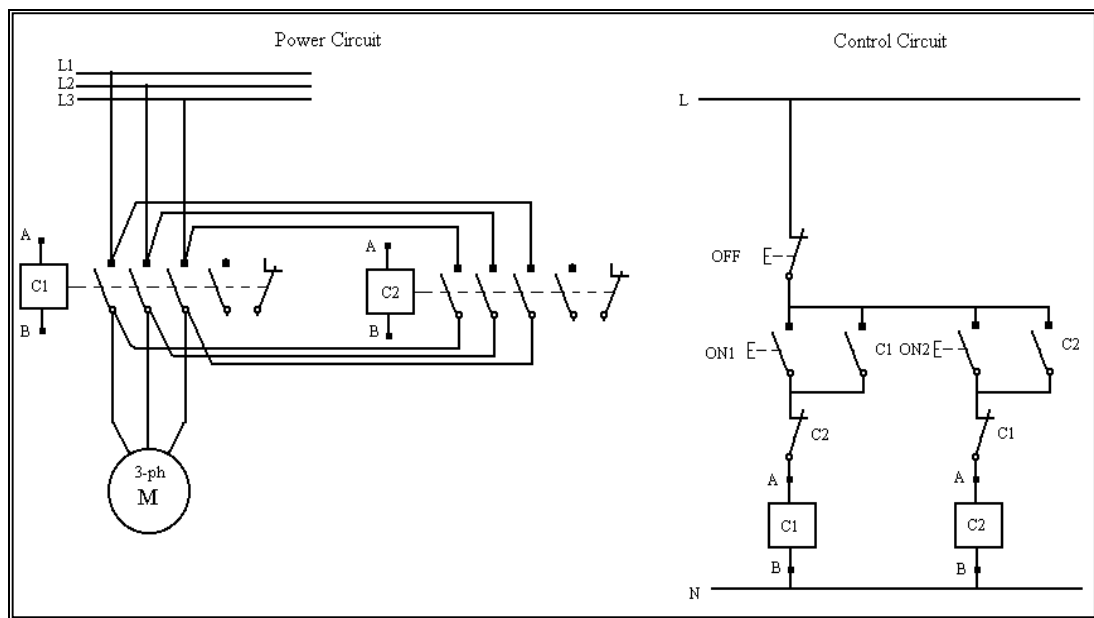 Power Circuit
Control Circuit
L1
L2
L3
L
A
C1
B
A
C2
B
3-ph
M
OFF
ON1
C1
ON2
C2
C2
C1
A
A
C1
C2
B
B
N